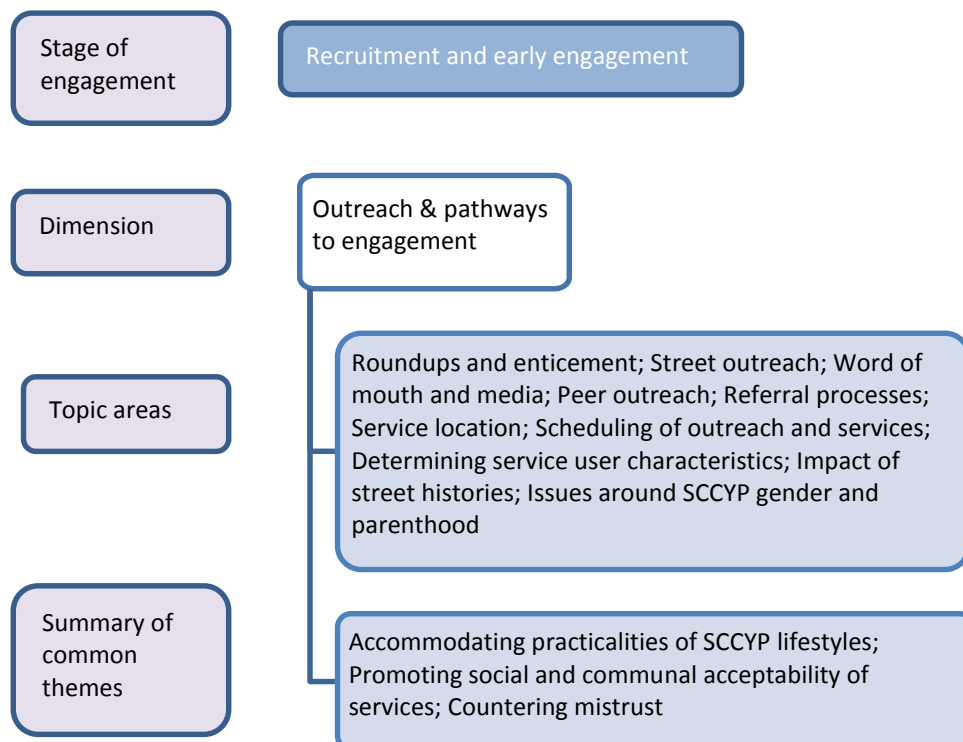 Stage of
engagement
Recruitment and early engagement
Dimension
Outreach & pathways
to engagement
Topic areas
Roundups and enticement; Street outreach; Word of
mouth and media; Peer outreach; Referral processes;
Service location; Scheduling of outreach and services;
Determining service user characteristics; Impact of
street histories; Issues around SCCYP gender and
parenthood
Summary of
common
themes
Accommodating practicalities of SCCYP lifestyles;
Promoting social and communal acceptability of
services; Countering mistrust